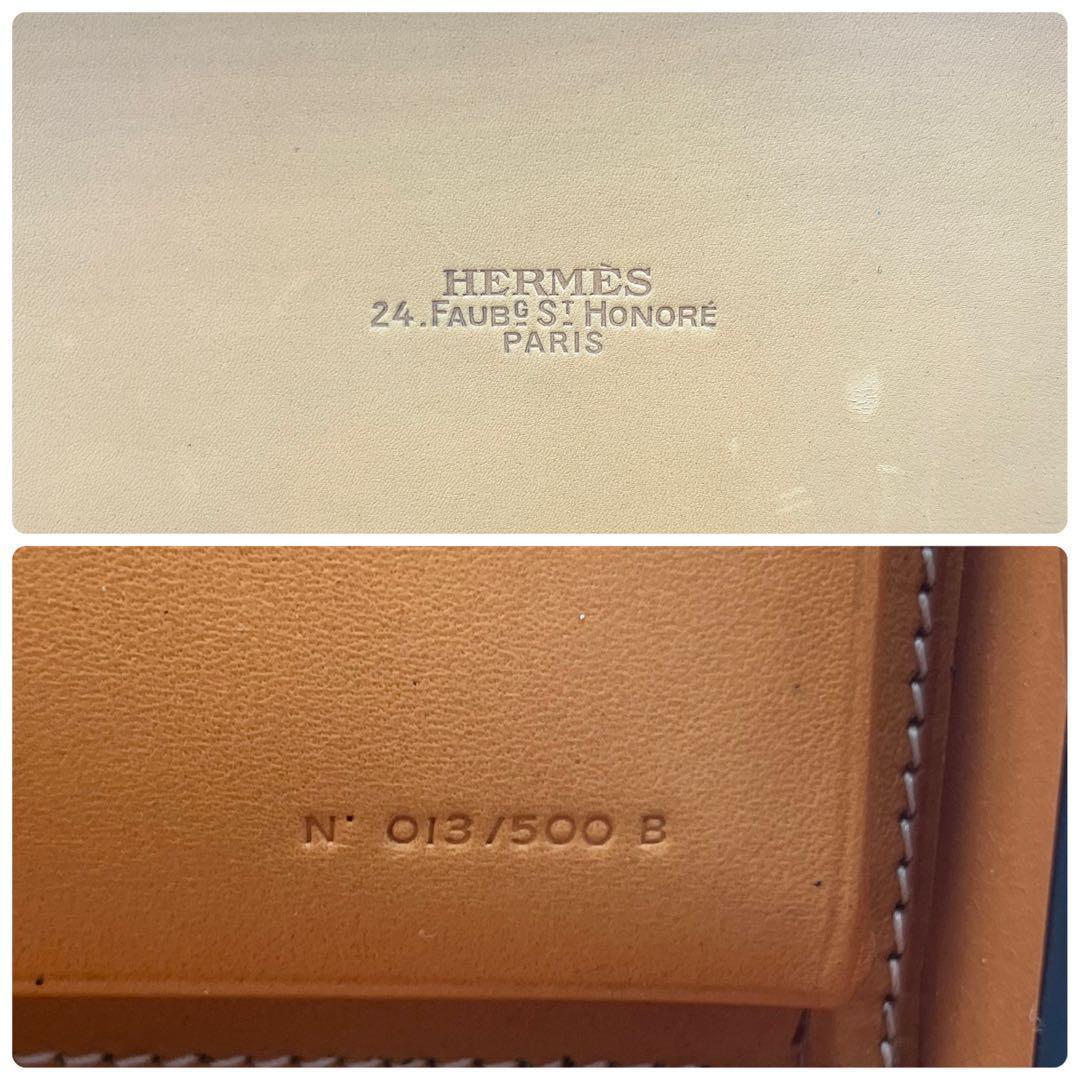 HERMÈS
24.FAUBG ST HONORÉ
PARIS
N° 013/500 B